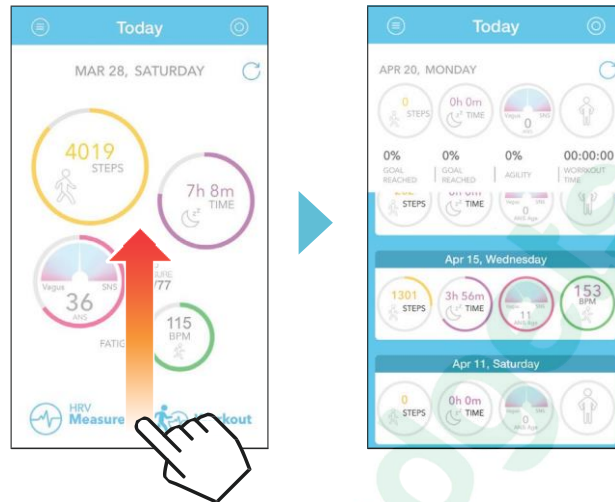 Today
MAR 28, SATURDAY
4019
STEPS
7h 8m
TIME
Vagus SNS
36
ANS
/77
115
BPM
FATIG
HRV
Measure
kout
Today
APR 20, MONDAY
0
STEPS
0h 0m
TIME
Vagus SNS
0
0% 0% 0% 00:00:00
GOAL REACHED
GOAL REACHED
AGILITY
WORKOUT TIME
STEPS
TIME
0
Apr 15, Wednesday
1301
STEPS
3h 56m
TIME
11
153
BPM
Apr 11, Saturday
0
STEPS
0h 0m
TIME
0